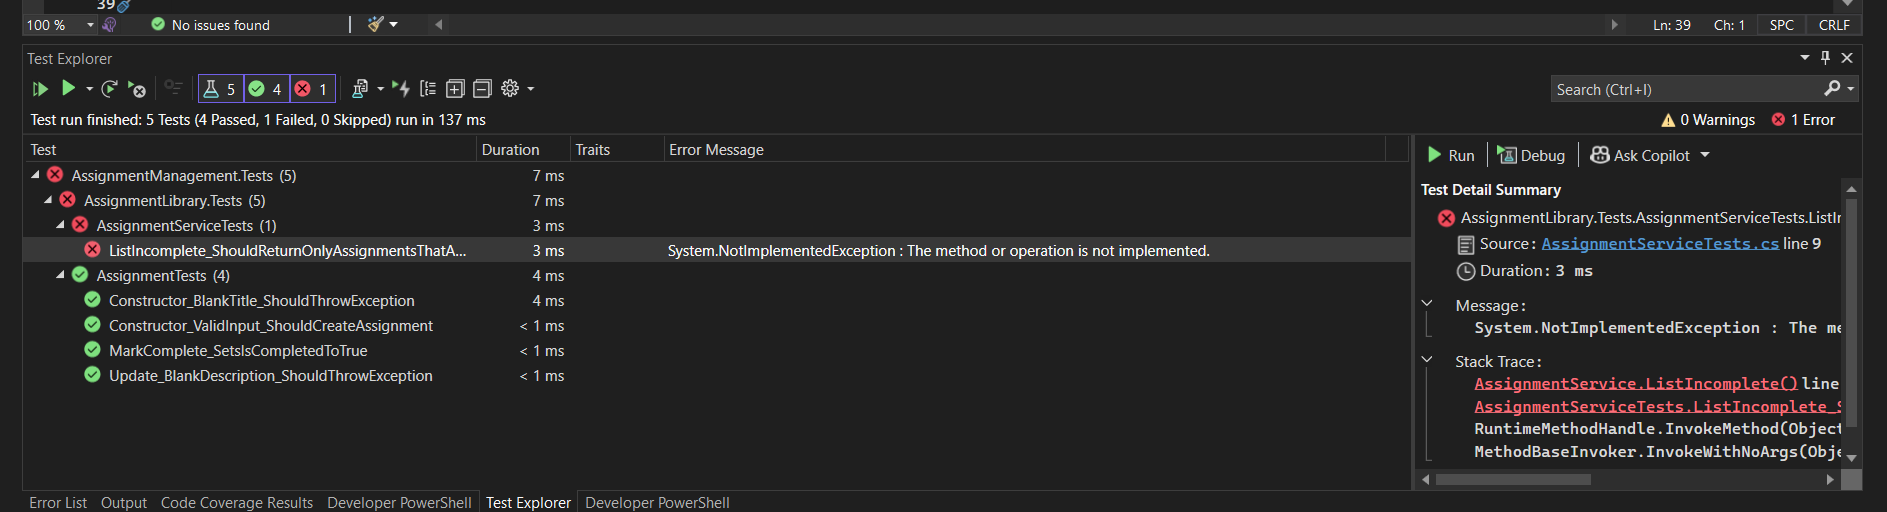 39
100 %
No issues found
Ln: 39 Ch: 1 SPC CRLF
Test Explorer
5 4 1
Search (Ctrl+I)
Test run finished: 5 Tests (4 Passed, 1 Failed, 0 Skipped) run in 137 ms
0 Warnings 1 Error
Test Duration Traits Error Message
AssignmentManagement.Tests (5) 7 ms
AssignmentLibrary.Tests (5) 7 ms
AssignmentServiceTests (1) 3 ms
ListIncomplete_ShouldReturnOnlyAssignmentsThatA... 3 ms System.NotImplementedException : The method or operation is not implemented.
AssignmentTests (4) 4 ms
Constructor_BlankTitle_ShouldThrowException 4 ms
Constructor_ValidInput_ShouldCreateAssignment < 1 ms
MarkComplete_SetsIsCompletedToTrue < 1 ms
Update_BlankDescription_ShouldThrowException < 1 ms
Run Debug Ask Copilot
Test Detail Summary
AssignmentLibrary.Tests.AssignmentServiceTests.ListI
Source: AssignmentServiceTests.cs line 9
Duration: 3 ms
Message:
System.NotImplementedException : The me
Stack Trace:
AssignmentService.ListIncomplete() line
AssignmentServiceTests.ListIncomplete_S
RuntimeMethodHandle.InvokeMethod(Object
MethodBaseInvoker.InvokeWithNoArgs(Obje
Error List Output Code Coverage Results Developer PowerShell Test Explorer Developer PowerShell